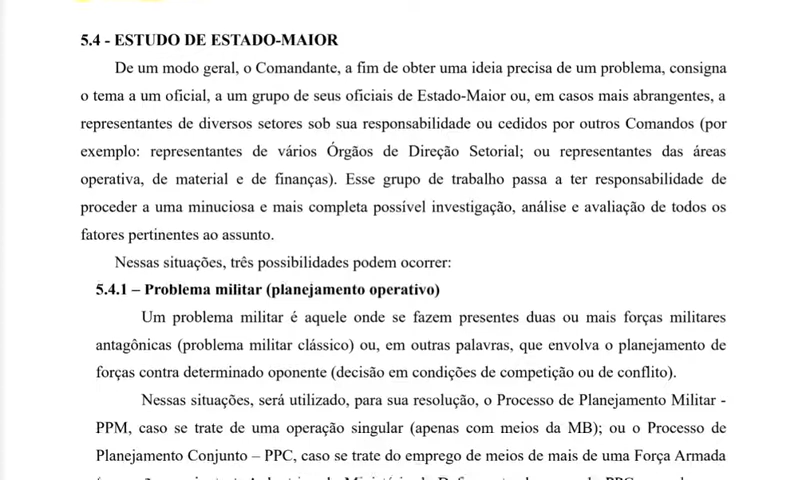 5.4 - ESTUDO DE ESTADO-MAIOR
De um modo geral, o Comandante, a fim de obter uma ideia precisa de um problema, consigna
o tema a um oficial, a um grupo de seus oficiais de Estado-Maior ou, em casos mais abrangentes, a
representantes de diversos setores sob sua responsabilidade ou cedidos por outros Comandos (por
exemplo: representantes de vários Órgãos de Direção Setorial; ou representantes das áreas
operativa, de material e de finanças). Esse grupo de trabalho passa a ter responsabilidade de
proceder a uma minuciosa e mais completa possível investigação, análise e avaliação de todos os
fatores pertinentes ao assunto.
Nessas situações, três possibilidades podem ocorrer:
5.4.1 – Problema militar (planejamento operativo)
Um problema militar é aquele onde se fazem presentes duas ou mais forças militares
antagônicas (problema militar clássico) ou, em outras palavras, que envolva o planejamento de
forças contra determinado oponente (decisão em condições de competição ou de conflito).
Nessas situações, será utilizado, para sua resolução, o Processo de Planejamento Militar -
PPM, caso se trate de uma operação singular (apenas com meios da MB); ou o Processo de
Planejamento Conjunto – PPC, caso se trate do emprego de meios de mais de uma Força Armada